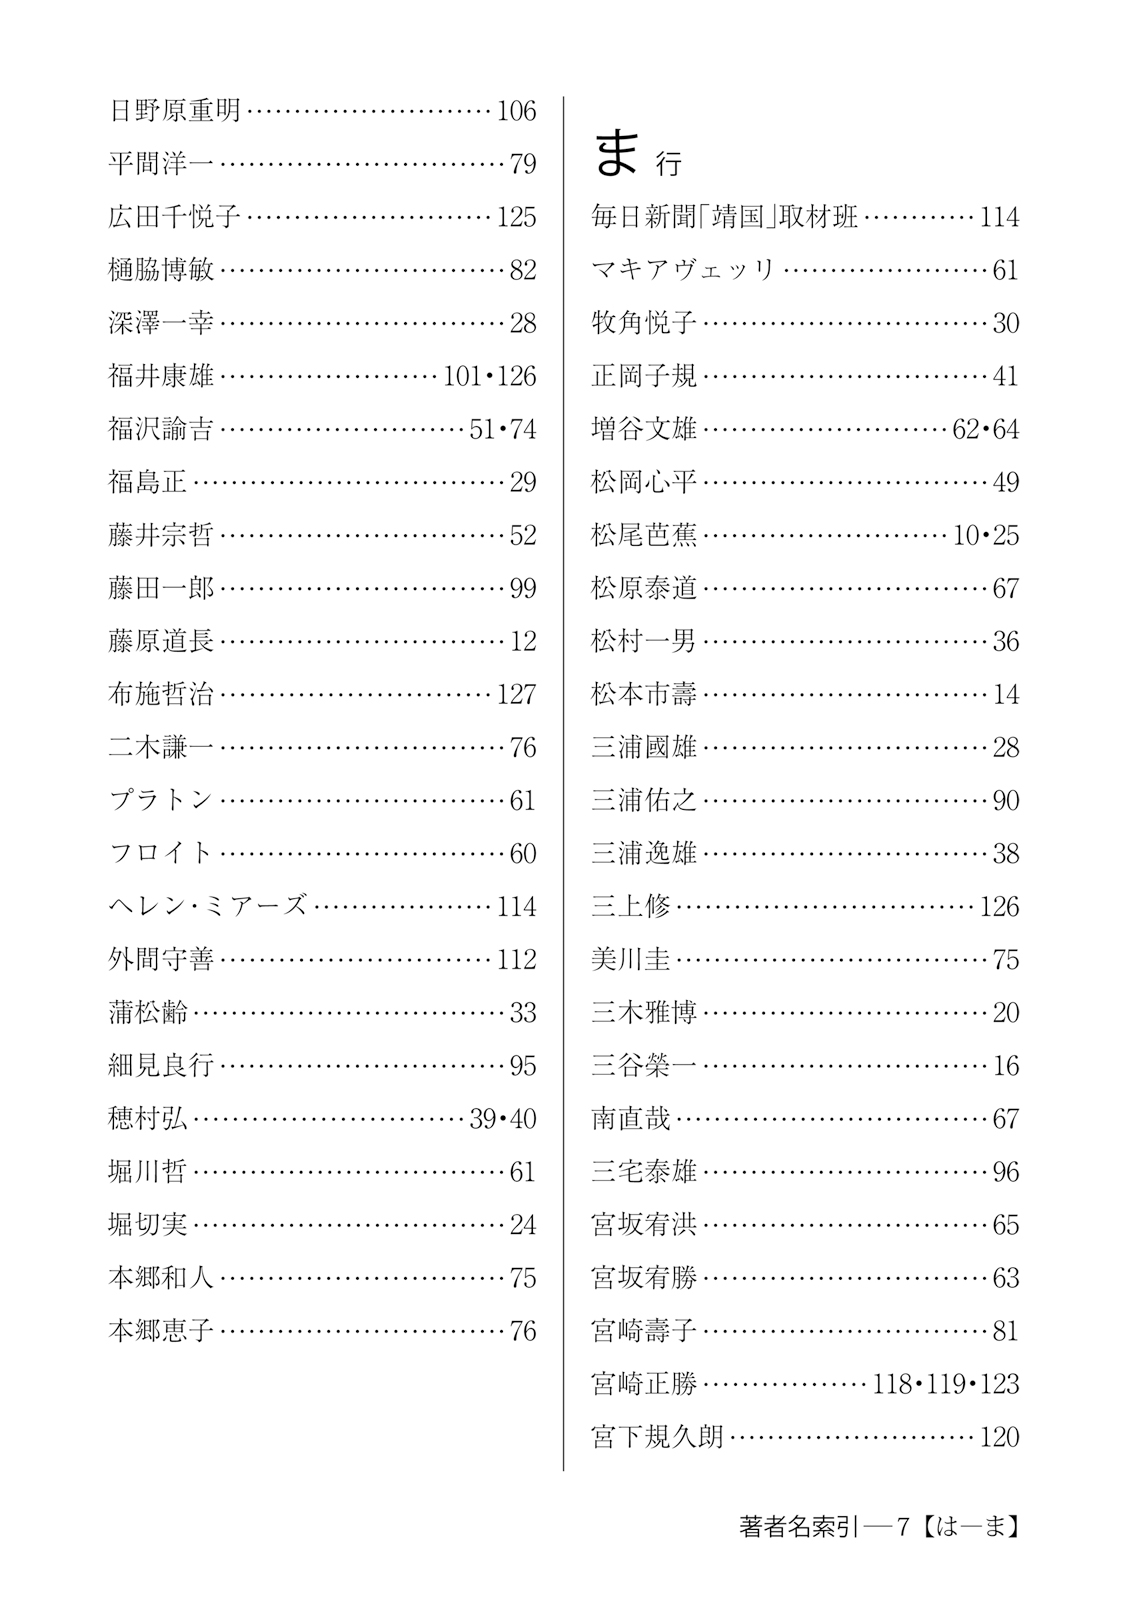 日野原重明…………………………106
平間洋一……………………………79
広田千悦子…………………………125
樋脇博敏……………………………82
深澤一幸……………………………28
福井康雄………………………101・126
福沢諭吉…………………………51・74
福島正………………………………29
藤井宗哲……………………………52
藤田一郎……………………………99
藤原道長……………………………12
布施哲治……………………………127
二木謙一……………………………76
プラトン……………………………61
フロイト……………………………60
ヘレン・ミアーズ…………………114
外間守善……………………………112
蒲松齢………………………………33
細見良行……………………………95
穂村弘……………………………39・40
堀川哲………………………………61
堀切実………………………………24
本郷和人……………………………75
本郷恵子……………………………76
ま 行
毎日新聞「靖国」取材班…………114
マキアヴェッリ……………………61
牧角悦子……………………………30
正岡子規……………………………41
増谷文雄…………………………62・64
松岡心平……………………………49
松尾芭蕉…………………………10・25
松原泰道……………………………67
松村一男……………………………36
松本市壽……………………………14
三浦國雄……………………………28
三浦佑之……………………………90
三浦逸雄……………………………38
三上修………………………………126
美川圭………………………………75
三木雅博……………………………20
三谷榮一……………………………16
南直哉………………………………67
三宅泰雄……………………………96
宮坂宥洪……………………………65
宮坂宥勝……………………………63
宮崎壽子……………………………81
宮崎正勝………………118・119・123
宮下規久朗…………………………120
著者名索引―7【は―ま】